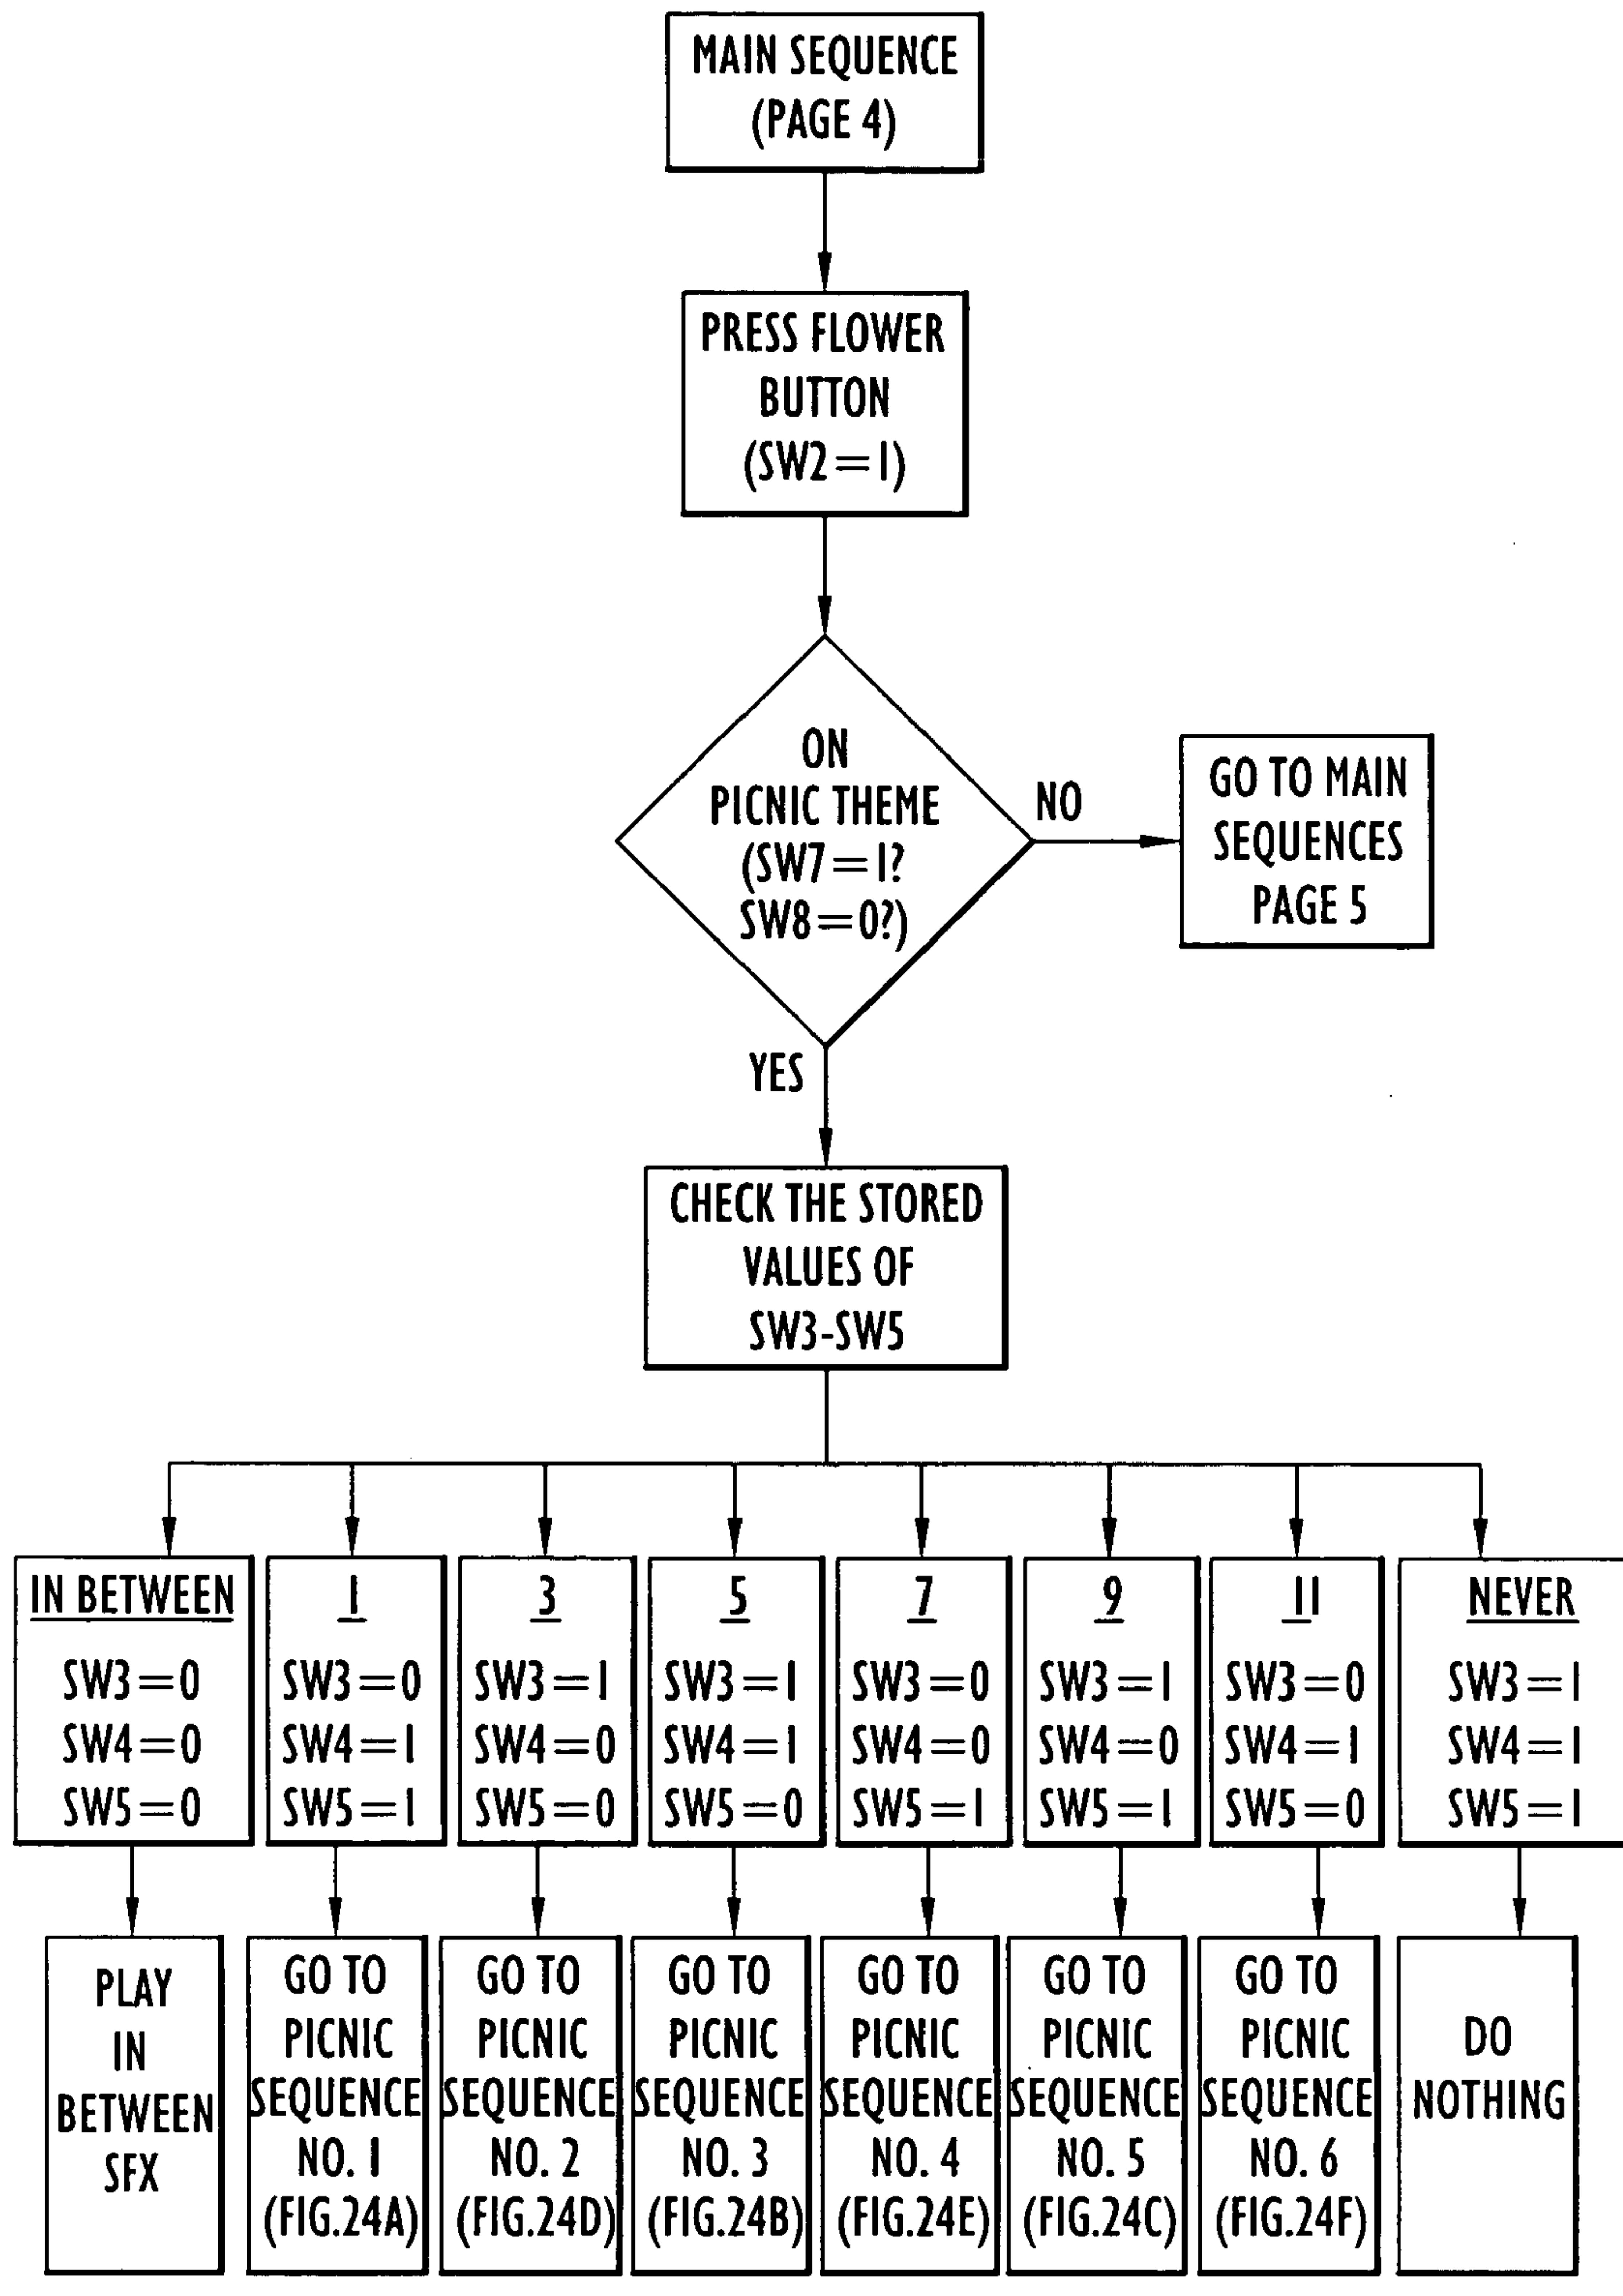 MAIN SEQUENCE
(PAGE 4)
PRESS FLOWER
BUTTON
(SW2=1)
ON
PICNIC THEME
(SW7=1?
SW8=0?)
NO
GO TO MAIN
SEQUENCES
PAGE 5
YES
CHECK THE STORED
VALUES OF
SW3-SW5
IN BETWEEN
SW3=0
SW4=0
SW5=0
1
SW3=0
SW4=1
SW5=1
3
SW3=1
SW4=0
SW5=0
5
SW3=1
SW4=1
SW5=0
7
SW3=0
SW4=0
SW5=1
9
SW3=1
SW4=0
SW5=1
11
SW3=0
SW4=1
SW5=0
NEVER
SW3=1
SW4=1
SW5=1
PLAY
IN
BETWEEN
SFX
GO TO
PICNIC
SEQUENCE
NO. 1
(FIG.24A)
GO TO
PICNIC
SEQUENCE
NO. 2
(FIG.24D)
GO TO
PICNIC
SEQUENCE
NO. 3
(FIG.24B)
GO TO
PICNIC
SEQUENCE
NO. 4
(FIG.24E)
GO TO
PICNIC
SEQUENCE
NO. 5
(FIG.24C)
GO TO
PICNIC
SEQUENCE
NO. 6
(FIG.24F)
DO
NOTHING